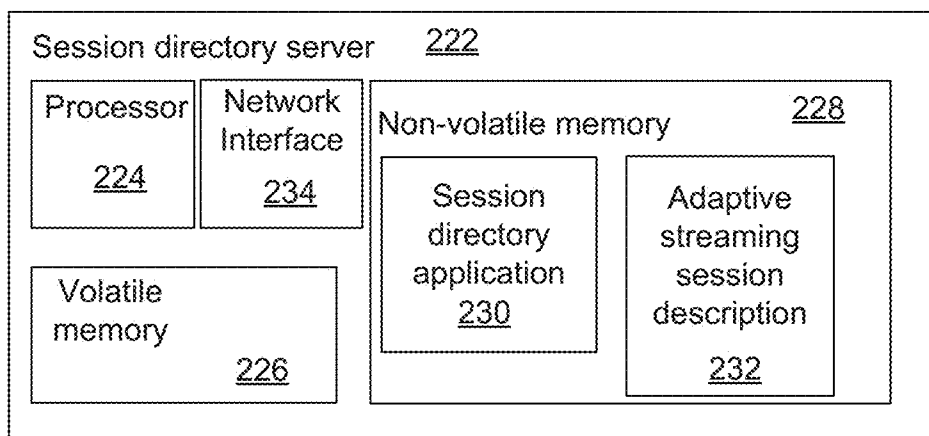 Session directory server 222
Processor
224
Network
Interface
234
Non-volatile memory 228
Session
directory
application
230
Adaptive
streaming
session
description
232
Volatile
memory
226